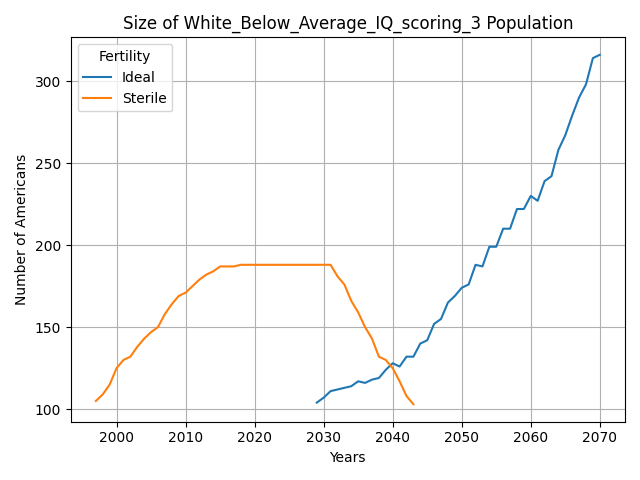 Size of White_Below_Average_IQ_scoring_3 Population
Fertility
Ideal
Sterile
Number of Americans
300
250
200
150
100
2000 2010 2020 2030 2040 2050 2060 2070
Years